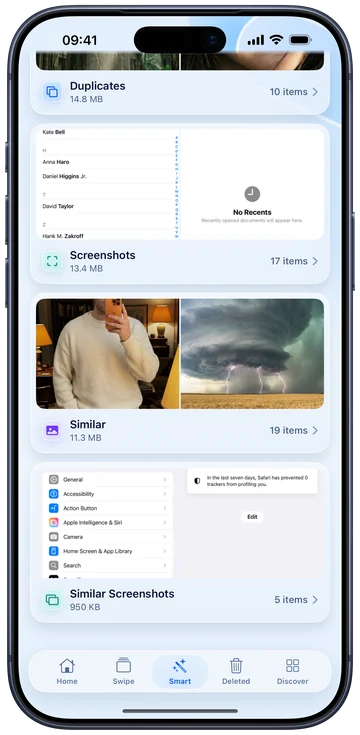 09:41
Duplicates
14.8 MB
10 items
Kate Bell
H
Anna Haro
Daniel Higgins Jr.
T
David Taylor
Z
Hank M. Zakroff
No Recents
Recently opened documents will appear here.
Screenshots
13.4 MB
17 items
Similar
11.3 MB
19 items
General
Accessibility
Action Button
Apple Intelligence & Siri
Camera
Home Screen & App Library
Search
In the last seven days, Safari has prevented 0
trackers from profiling you.
Edit
Similar Screenshots
950 KB
5 items
Home
Swipe
Smart
Deleted
Discover